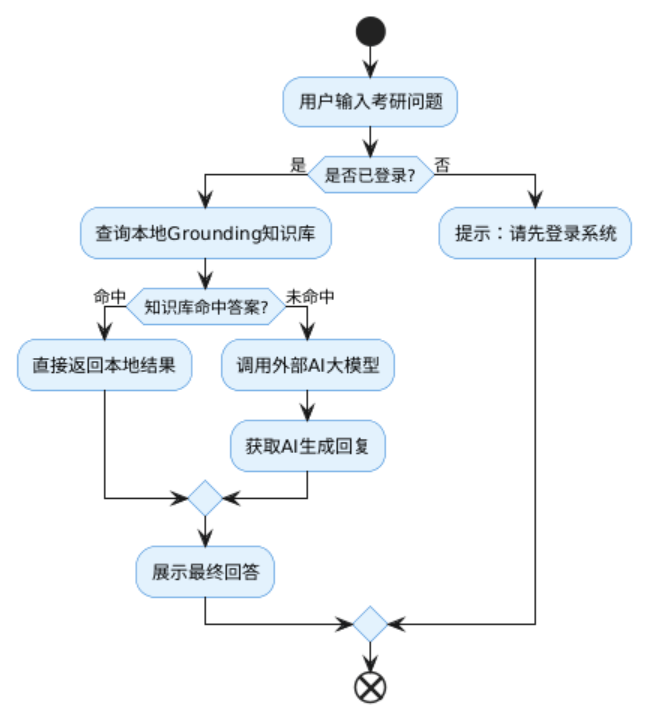 用户输入考研问题
是
是否已登录?
否
查询本地Grounding知识库
提示：请先登录系统
命中
知识库命中答案?
未命中
直接返回本地结果
调用外部AI大模型
获取AI生成回复
展示最终回答